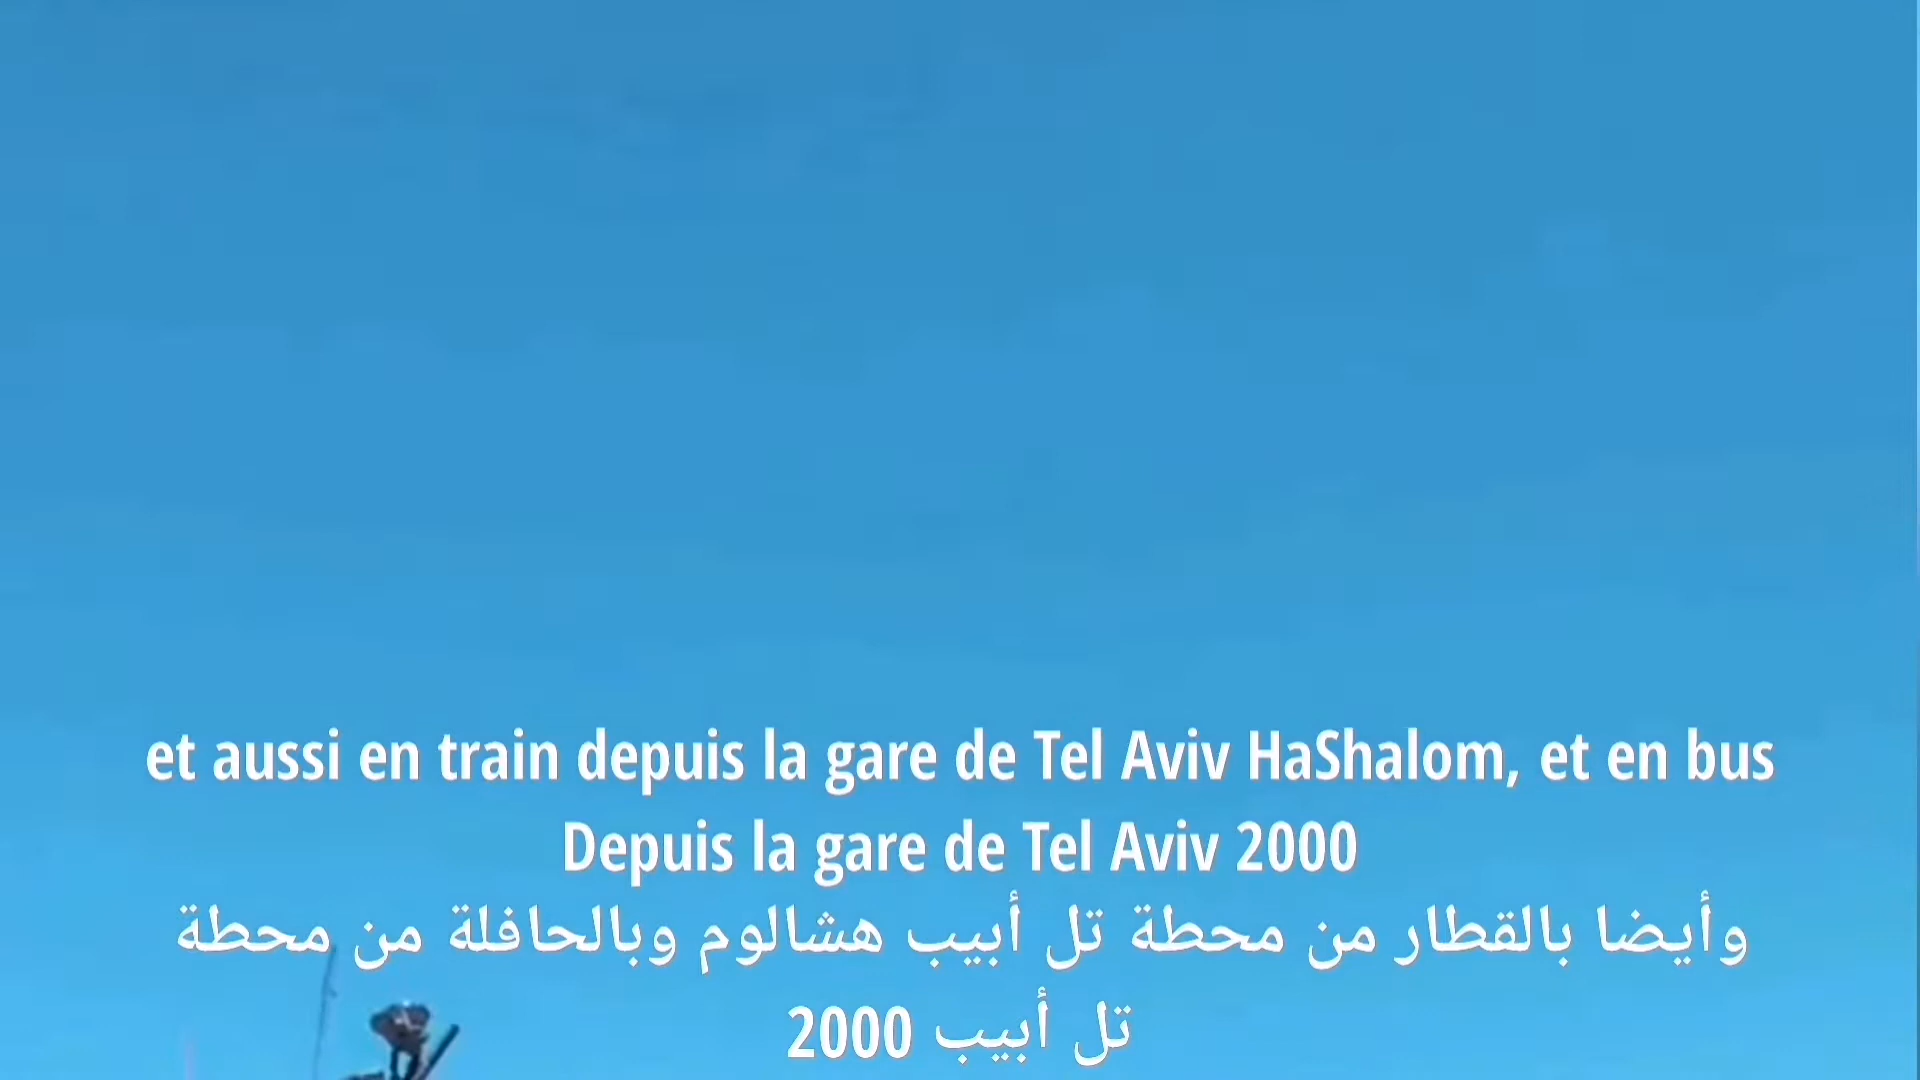 et aussi en train depuis la gare de Tel Aviv HaShalom, et en bus
Depuis la gare de Tel Aviv 2000
وأيضا بالقطار من محطة تل أبيب هشالوم وبالحافلة من محطة
تل أبيب 2000